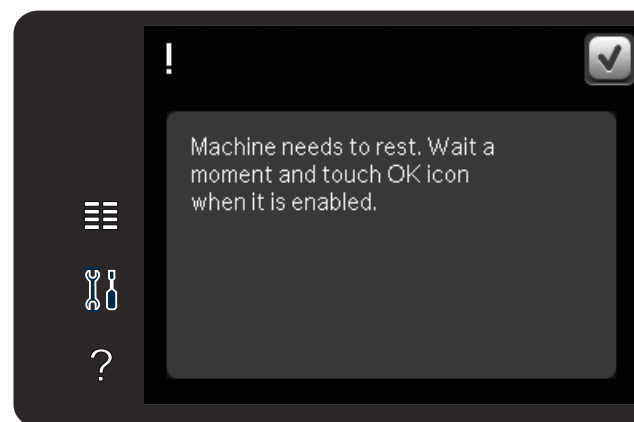 !
Machine needs to rest. Wait a
moment and touch OK icon
when it is enabled.
?